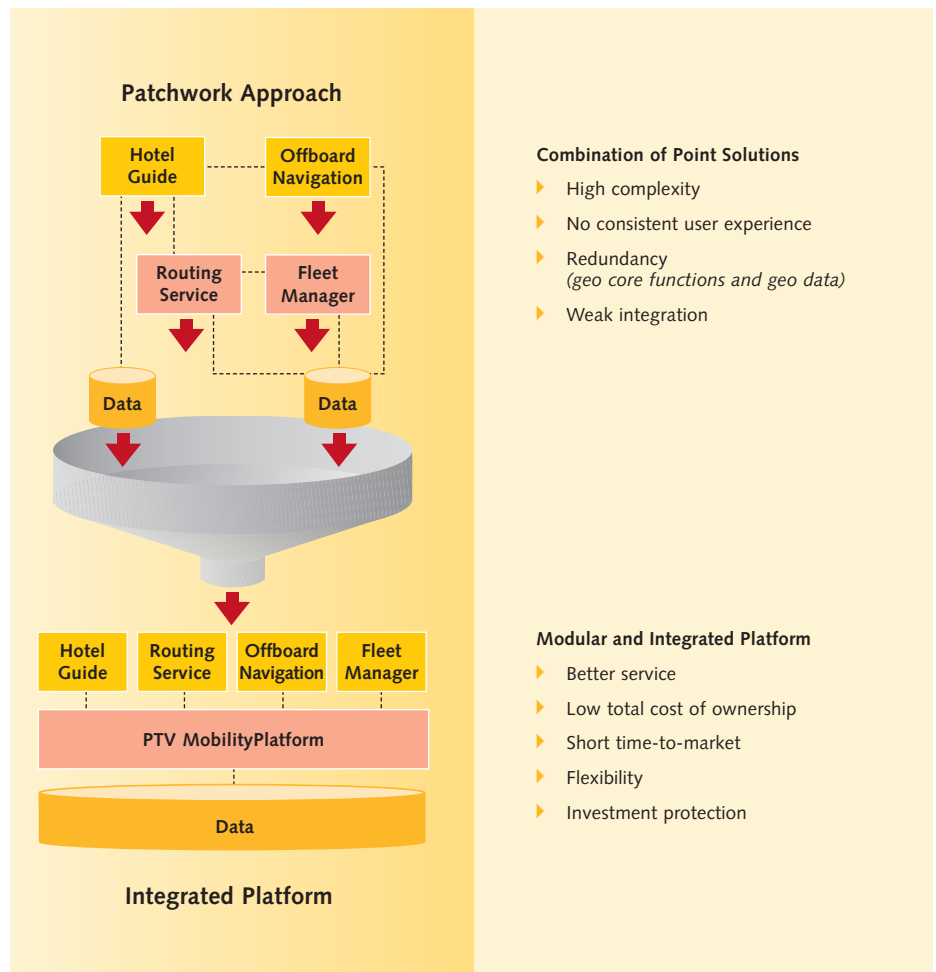 Patchwork Approach
Hotel
Guide
Offboard
Navigation
Routing
Service
Fleet
Manager
Data
Data
Combination of Point Solutions
High complexity
No consistent user experience
Redundancy
(geo core functions and geo data)
Weak integration
Hotel
Guide
Routing
Service
Offboard
Navigation
Fleet
Manager
PTV MobilityPlatform
Data
Integrated Platform
Modular and Integrated Platform
Better service
Low total cost of ownership
Short time-to-market
Flexibility
Investment protection